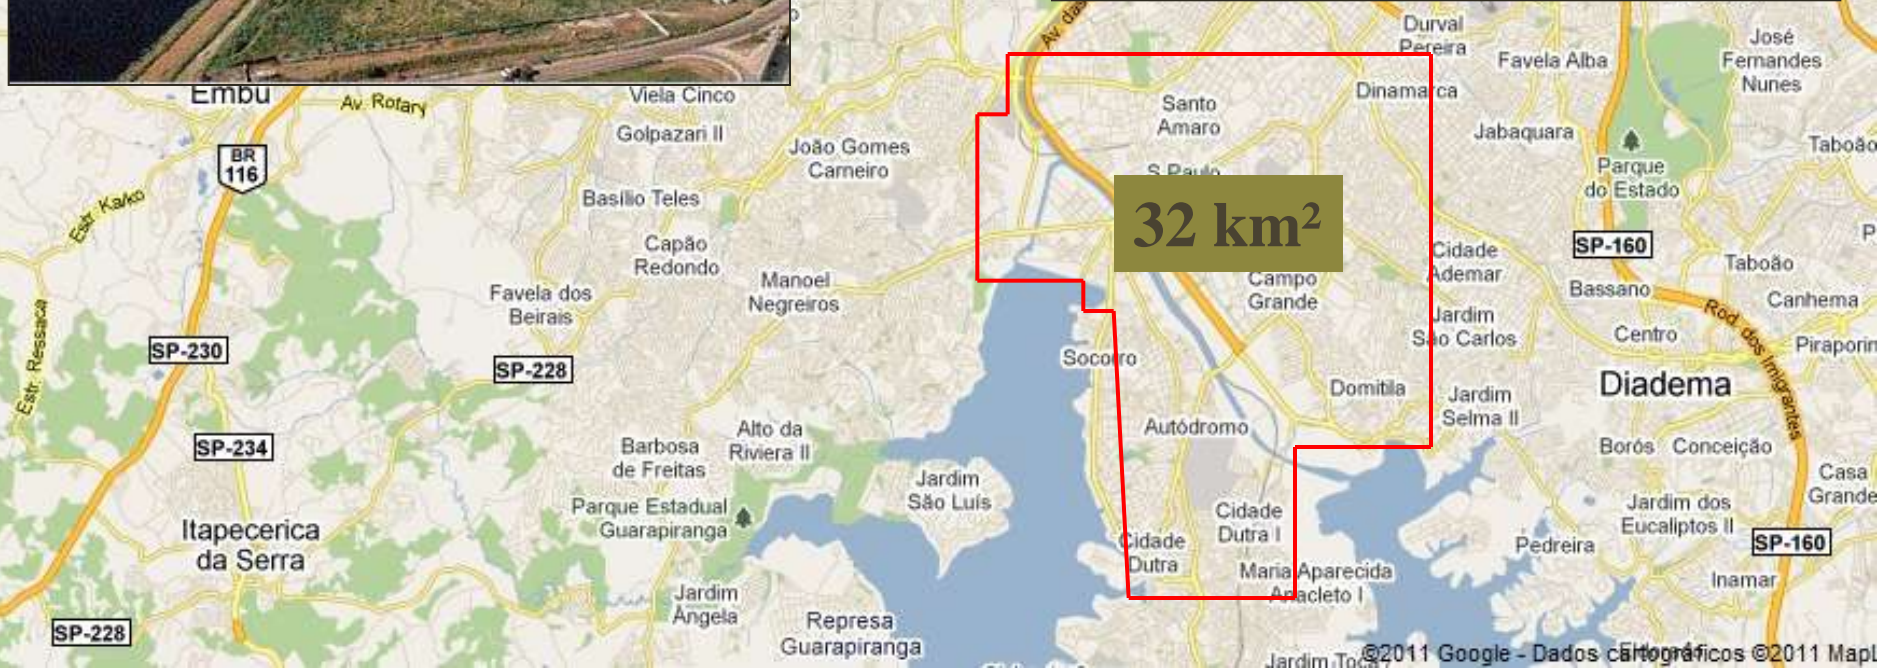 Av. das
Durval
Pereira
Favela Alba
José
Fernandes
Nunes
Embu
Av. Rotary
Viela Cinco
Golpazari II
João Gomes
Carneiro
Santo
Amaro
Dinamarca
Jabaquara
Taboão
BR
116
Parque
do Estado
Estr. Kaiko
Basílio Teles
S.Paulo
32 km²
Capão
Redondo
Cidade
Ademar
SP-160
Taboão
Manoel
Negreiros
Campo
Grande
Bassano
Canhema
Favela dos
Beirais
Estr. Ressaca
Jardim
São Carlos
Centro
Rod. dos Imigrantes
Piraporin
SP-230
SP-228
Socorro
Domitila
Diadema
Jardim
Selma II
SP-234
Alto da
Riviera II
Barbosa
de Freitas
Autódromo
Borós
Conceição
Jardim
São Luís
Casa
Grande
Parque Estadual
Guarapiranga
Cidade
Dutra I
Jardim dos
Eucaliptos II
Itapecerica
da Serra
Cidade
Dutra
Pedreira
SP-160
Maria Aparecida
Anacleto I
Inamar
Jardim
Ângela
SP-228
Represa
Guarapiranga
Jardim
©2011 Google - Dados cartográficos ©2011 MapL